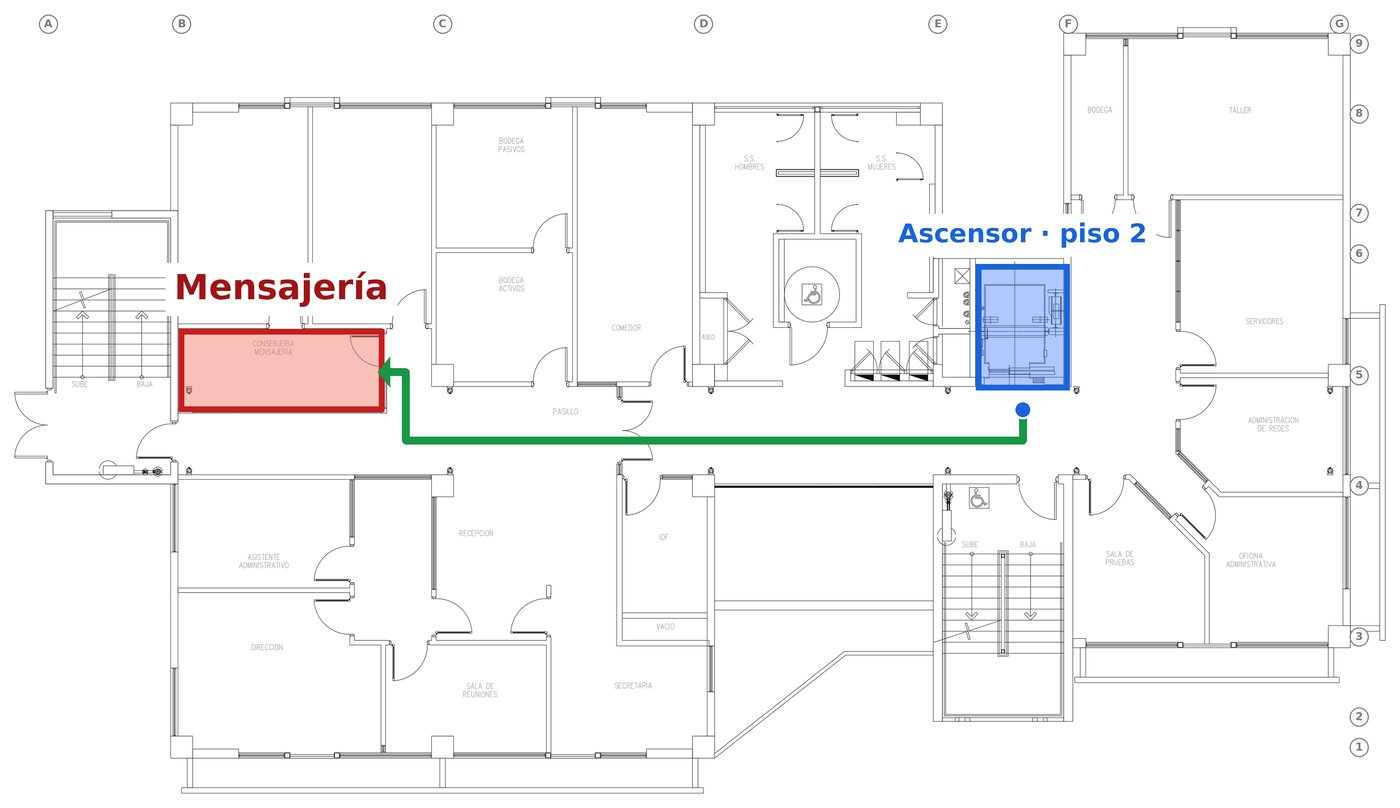 A
B
C
D
E
F
G
9
8
7
6
5
4
3
2
1
BODEGA
TALLER
BODEGA
PASIVOS
S.S.
HOMBRES
S.S.
MUJERES
Ascensor · piso 2
Mensajería
BODEGA
ACTIVOS
COMEDOR
ASEO
SERVIDORES
CONSERJERIA
MENSAJERIA
SUBE
BAJA
PASILLO
ADMINISTRACION
DE REDES
RECEPCION
IDF
SUBE
BAJA
ASISTENTE
ADMINISTRATIVO
SALA DE
PRUEBAS
OFICINA
ADMINISTRATIVA
VACIO
DIRECCION
SALA DE
REUNIONES
SECRETARIA